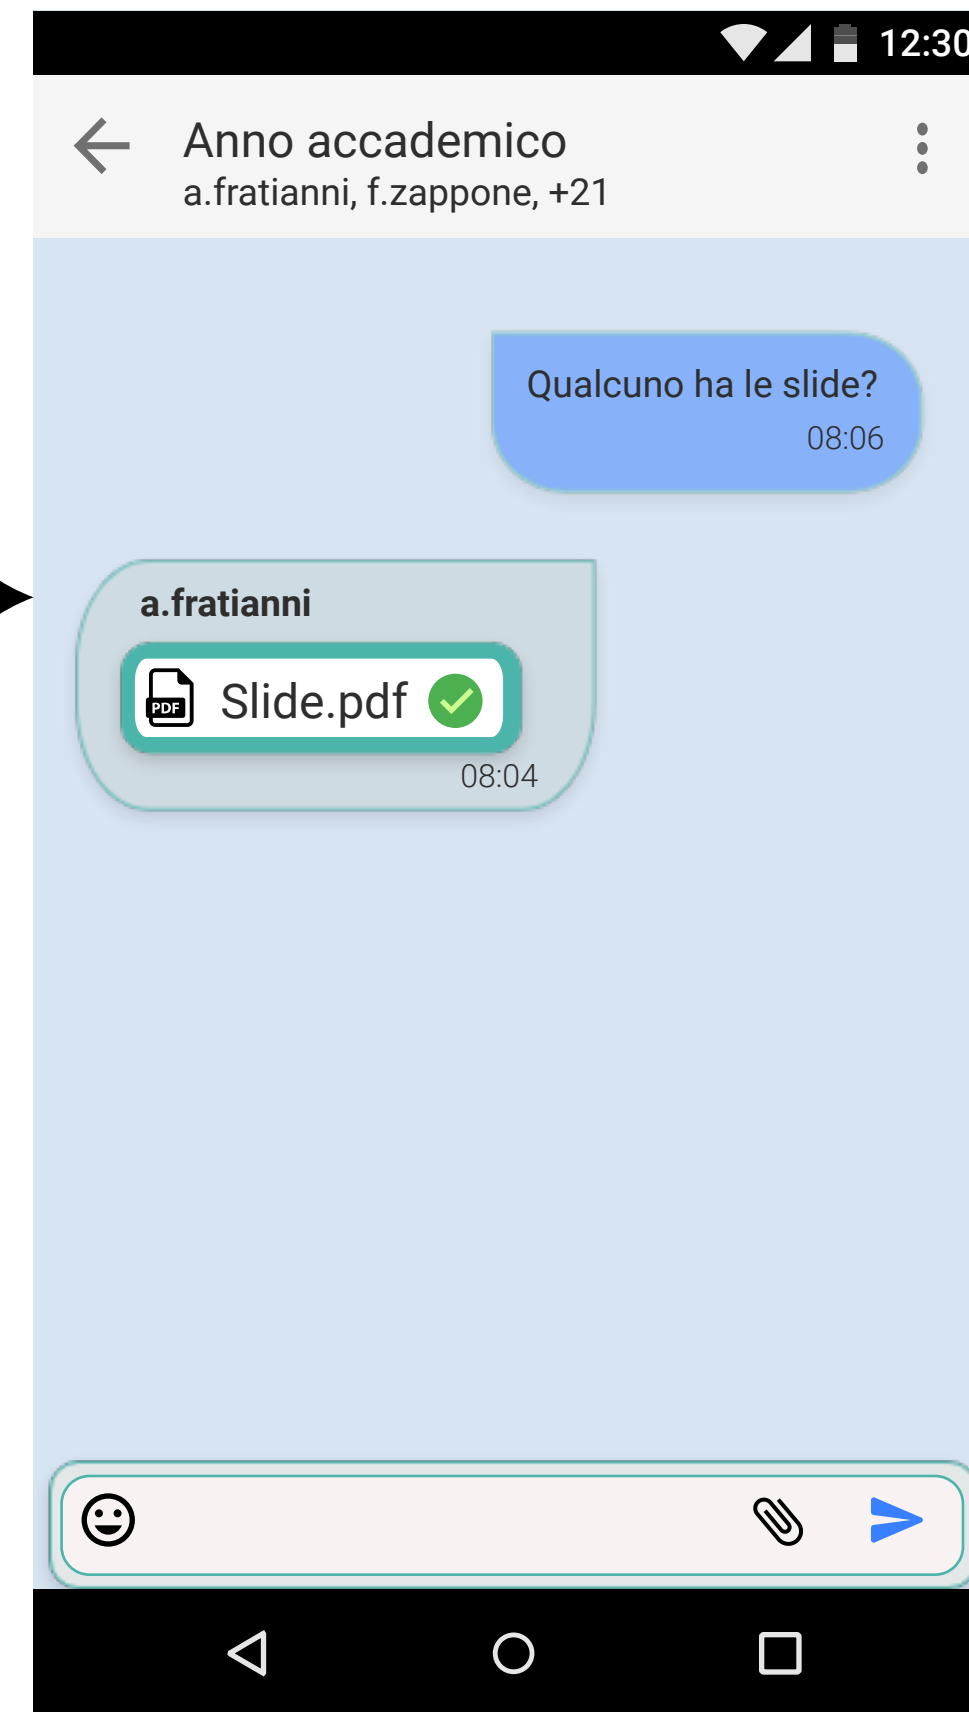 12:30
Anno accademico
a.fratianni, f.zappone, +21
Qualcuno ha le slide?
08:06
a.fratianni
PDF Slide.pdf
08:04